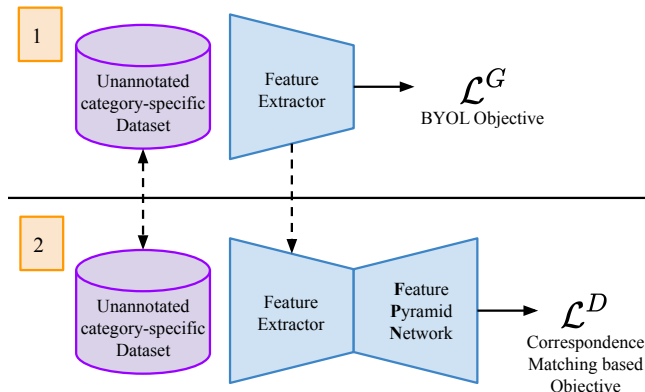 1
Unannotated
category-specific
Dataset
Feature
Extractor
ℒ^G
BYOL Objective
2
Unannotated
category-specific
Dataset
Feature
Extractor
Feature
Pyramid
Network
ℒ^D
Correspondence
Matching based
Objective